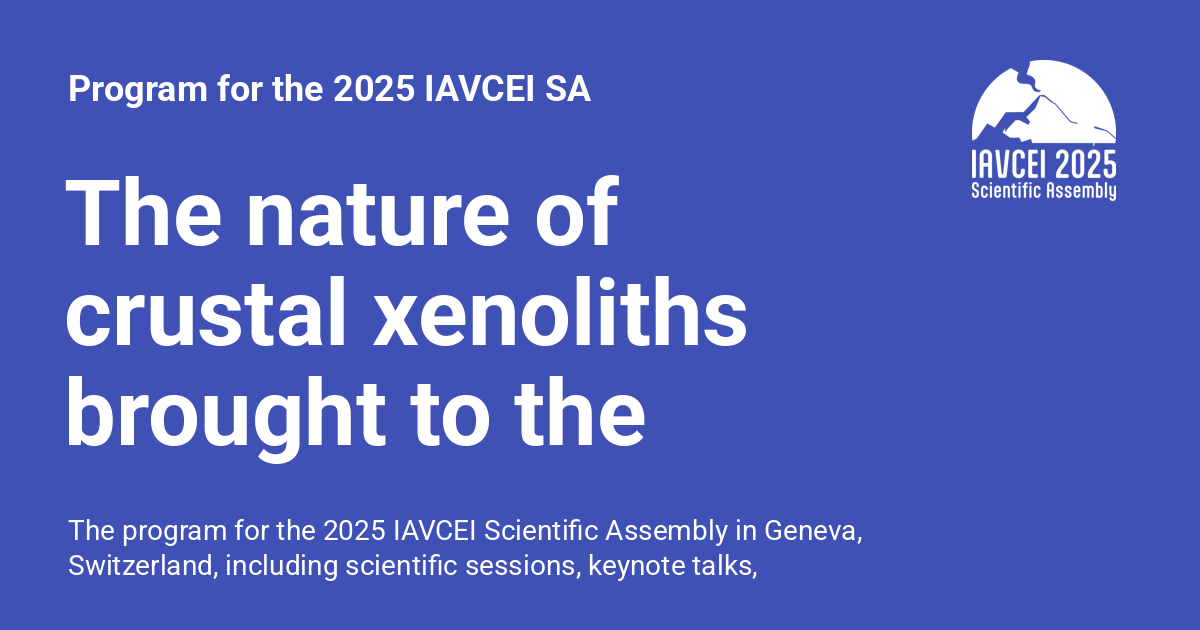 Program for the 2025 IAVCEI SA
IAVCEI 2025
Scientific Assembly
The nature of
crustal xenoliths
brought to the
The program for the 2025 IAVCEI Scientific Assembly in Geneva,
Switzerland, including scientific sessions, keynote talks,